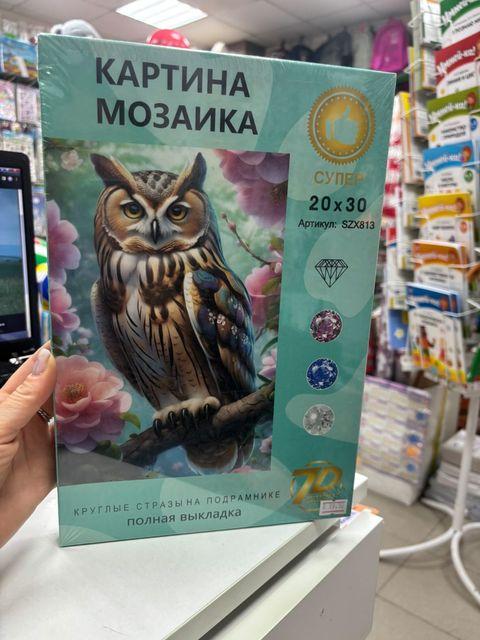 КАРТИНА
МОЗАИКА
СУПЕР
20x30
Артикул: SZX813
70
КРУГЛЫЕ СТРАЗЫ НА ПОДРАМНИКЕ
ПОЛНАЯ ВЫКЛАДКА